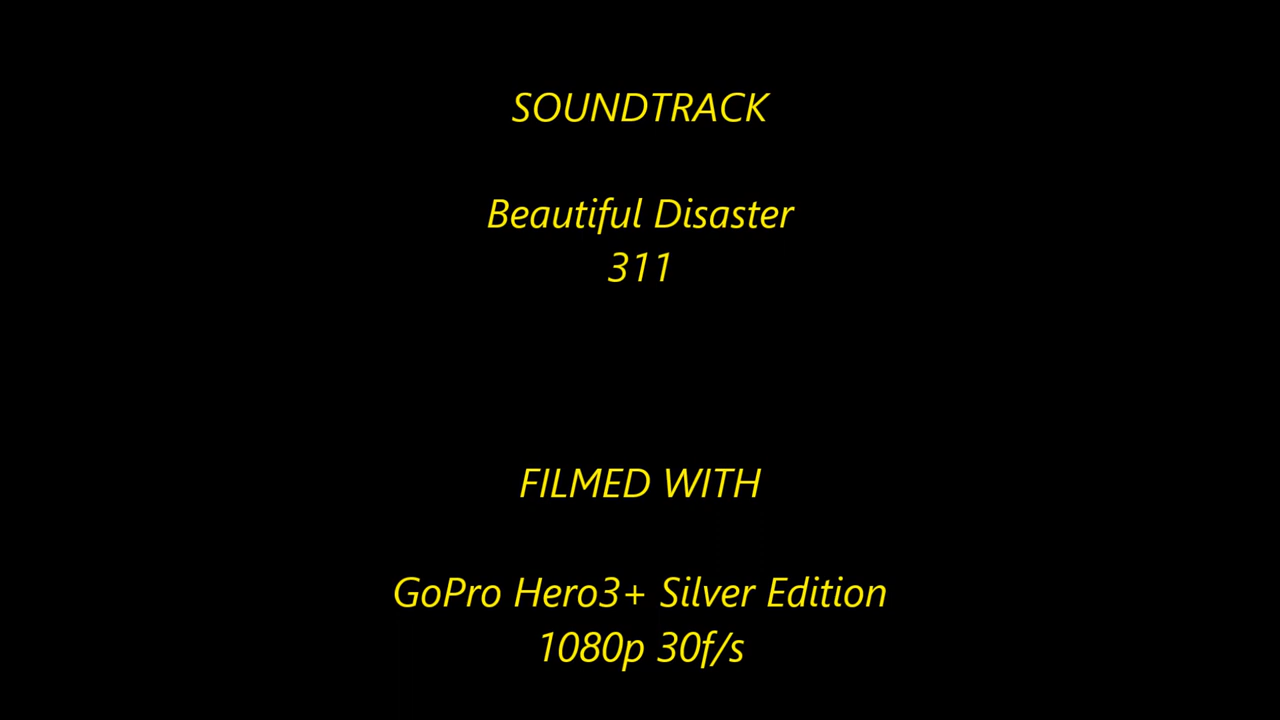 SOUNDTRACK
Beautiful Disaster
311
FILMED WITH
GoPro Hero3+ Silver Edition
1080p 30f/s